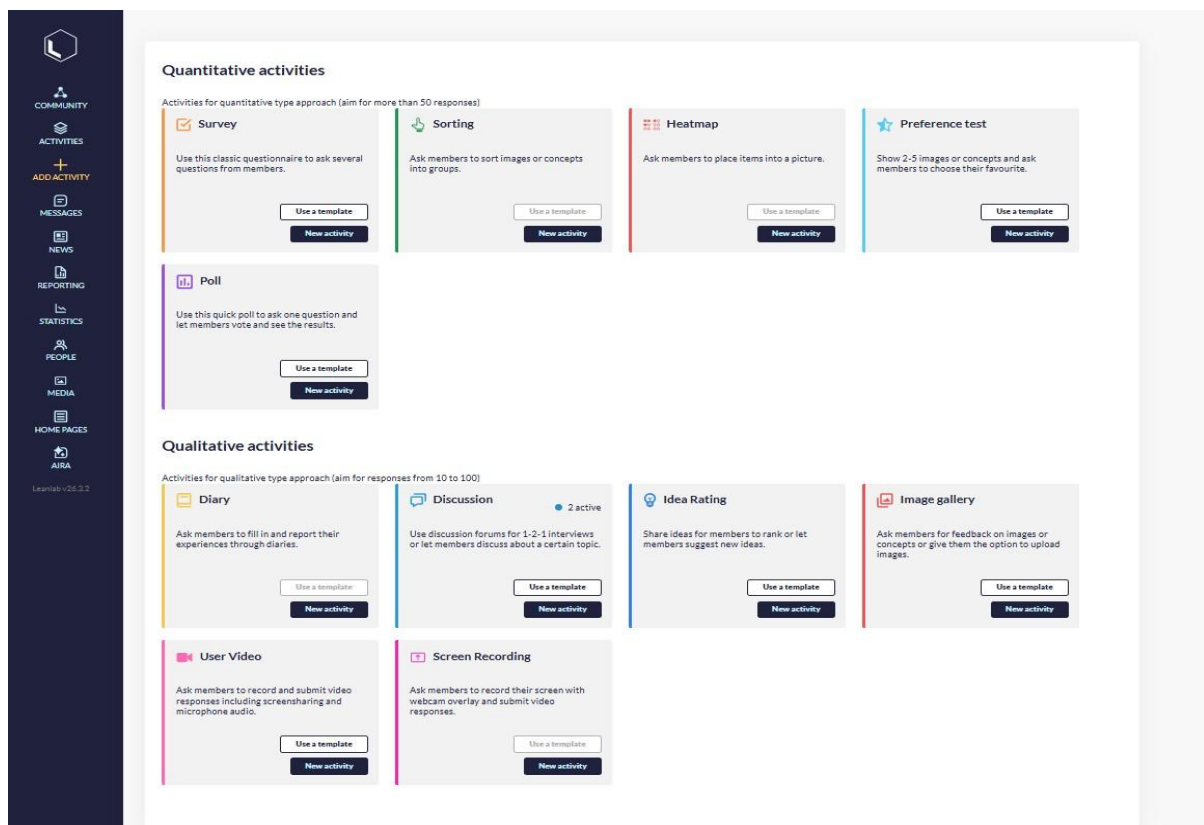 COMMUNITY
ACTIVITIES
ADD ACTIVITY
MESSAGES
NEWS
REPORTING
STATISTICS
PEOPLE
MEDIA
HOME PAGES
AIRA
Leanlab v26.3.2
Quantitative activities
Activities for quantitative type approach (aim for more than 50 responses)
Survey
Use this classic questionnaire to ask several
questions from members.
Use a template
New activity
Sorting
Ask members to sort images or concepts
into groups.
Use a template
New activity
Heatmap
Ask members to place items into a picture.
Use a template
New activity
Preference test
Show 2-5 images or concepts and ask
members to choose their favourite.
Use a template
New activity
Poll
Use this quick poll to ask one question and
let members vote and see the results.
Use a template
New activity
Qualitative activities
Activities for qualitative type approach (aim for responses from 10 to 100)
Diary
Ask members to fill in and report their
experiences through diaries.
Use a template
New activity
Discussion
2 active
Use discussion forums for 1-2-1 interviews
or let members discuss about a certain topic.
Use a template
New activity
Idea Rating
Share ideas for members to rank or let
members suggest new ideas.
Use a template
New activity
Image gallery
Ask members for feedback on images or
concepts or give them the option to upload
images.
Use a template
New activity
User Video
Ask members to record and submit video
responses including screensharing and
microphone audio.
Use a template
New activity
Screen Recording
Ask members to record their screen with
webcam overlay and submit video
responses.
Use a template
New activity